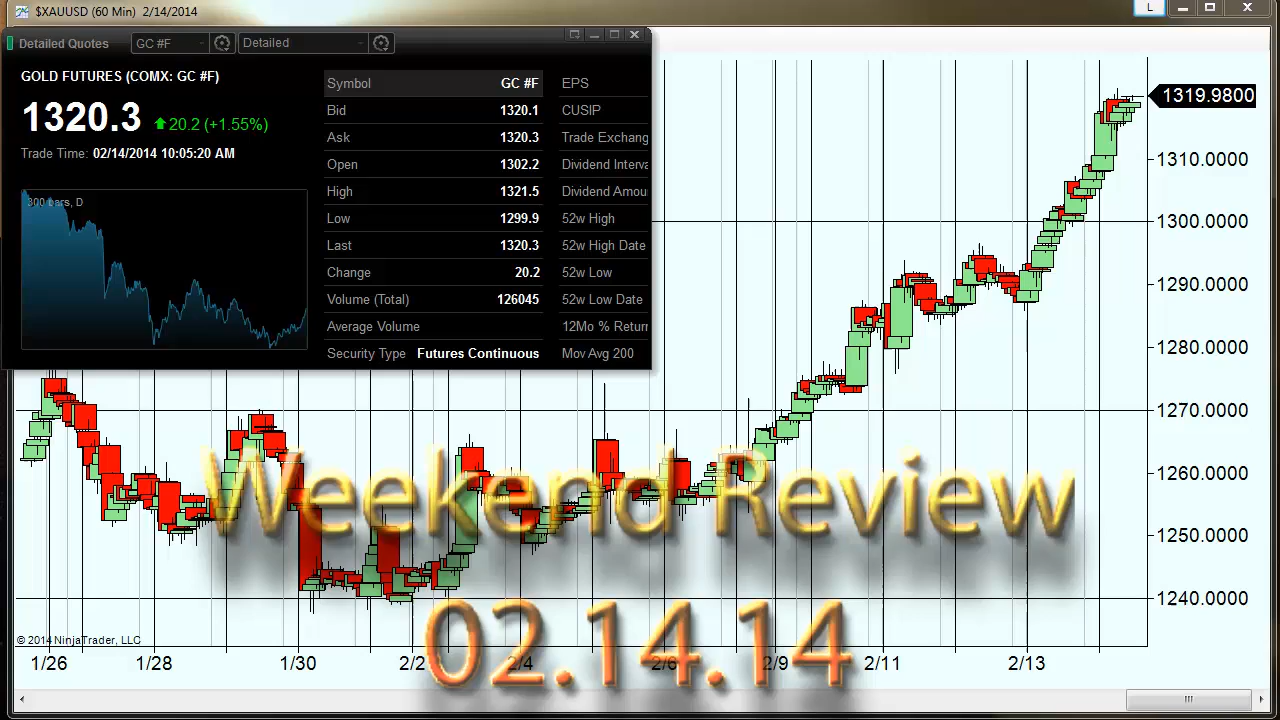 $XAUUSD (60 Min) 2/14/2014
L
Detailed Quotes
GC #F
Detailed
GOLD FUTURES (COMX: GC #F)
1320.3
20.2 (+1.55%)
Trade Time: 02/14/2014 10:05:20 AM
300 bars, D
Symbol GC #F
Bid 1320.1
Ask 1320.3
Open 1302.2
High 1321.5
Low 1299.9
Last 1320.3
Change 20.2
Volume (Total) 126045
Average Volume
Security Type Futures Continuous
EPS
CUSIP
Trade Exchang
Dividend Interva
Dividend Amou
52w High
52w High Date
52w Low
52w Low Date
12Mo % Return
Mov Avg 200
1319.9800
1310.0000
1300.0000
1290.0000
1280.0000
1270.0000
1260.0000
1250.0000
1240.0000
Weekend Review
02.14.14
© 2014 NinjaTrader, LLC
1/26 1/28 1/30 2/2 2/4 2/6 2/9 2/11 2/13